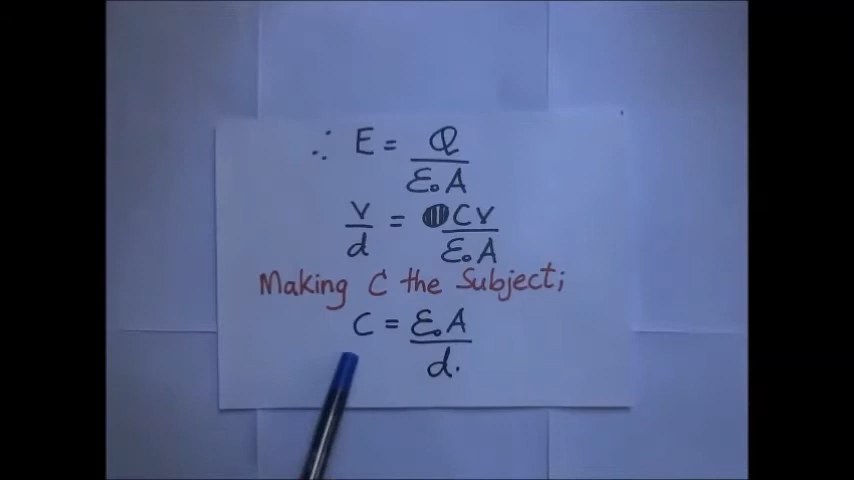 ∴ E = Q / ε₀A
V/d = CV / ε₀A
Making C the Subject;
C = ε₀A / d.